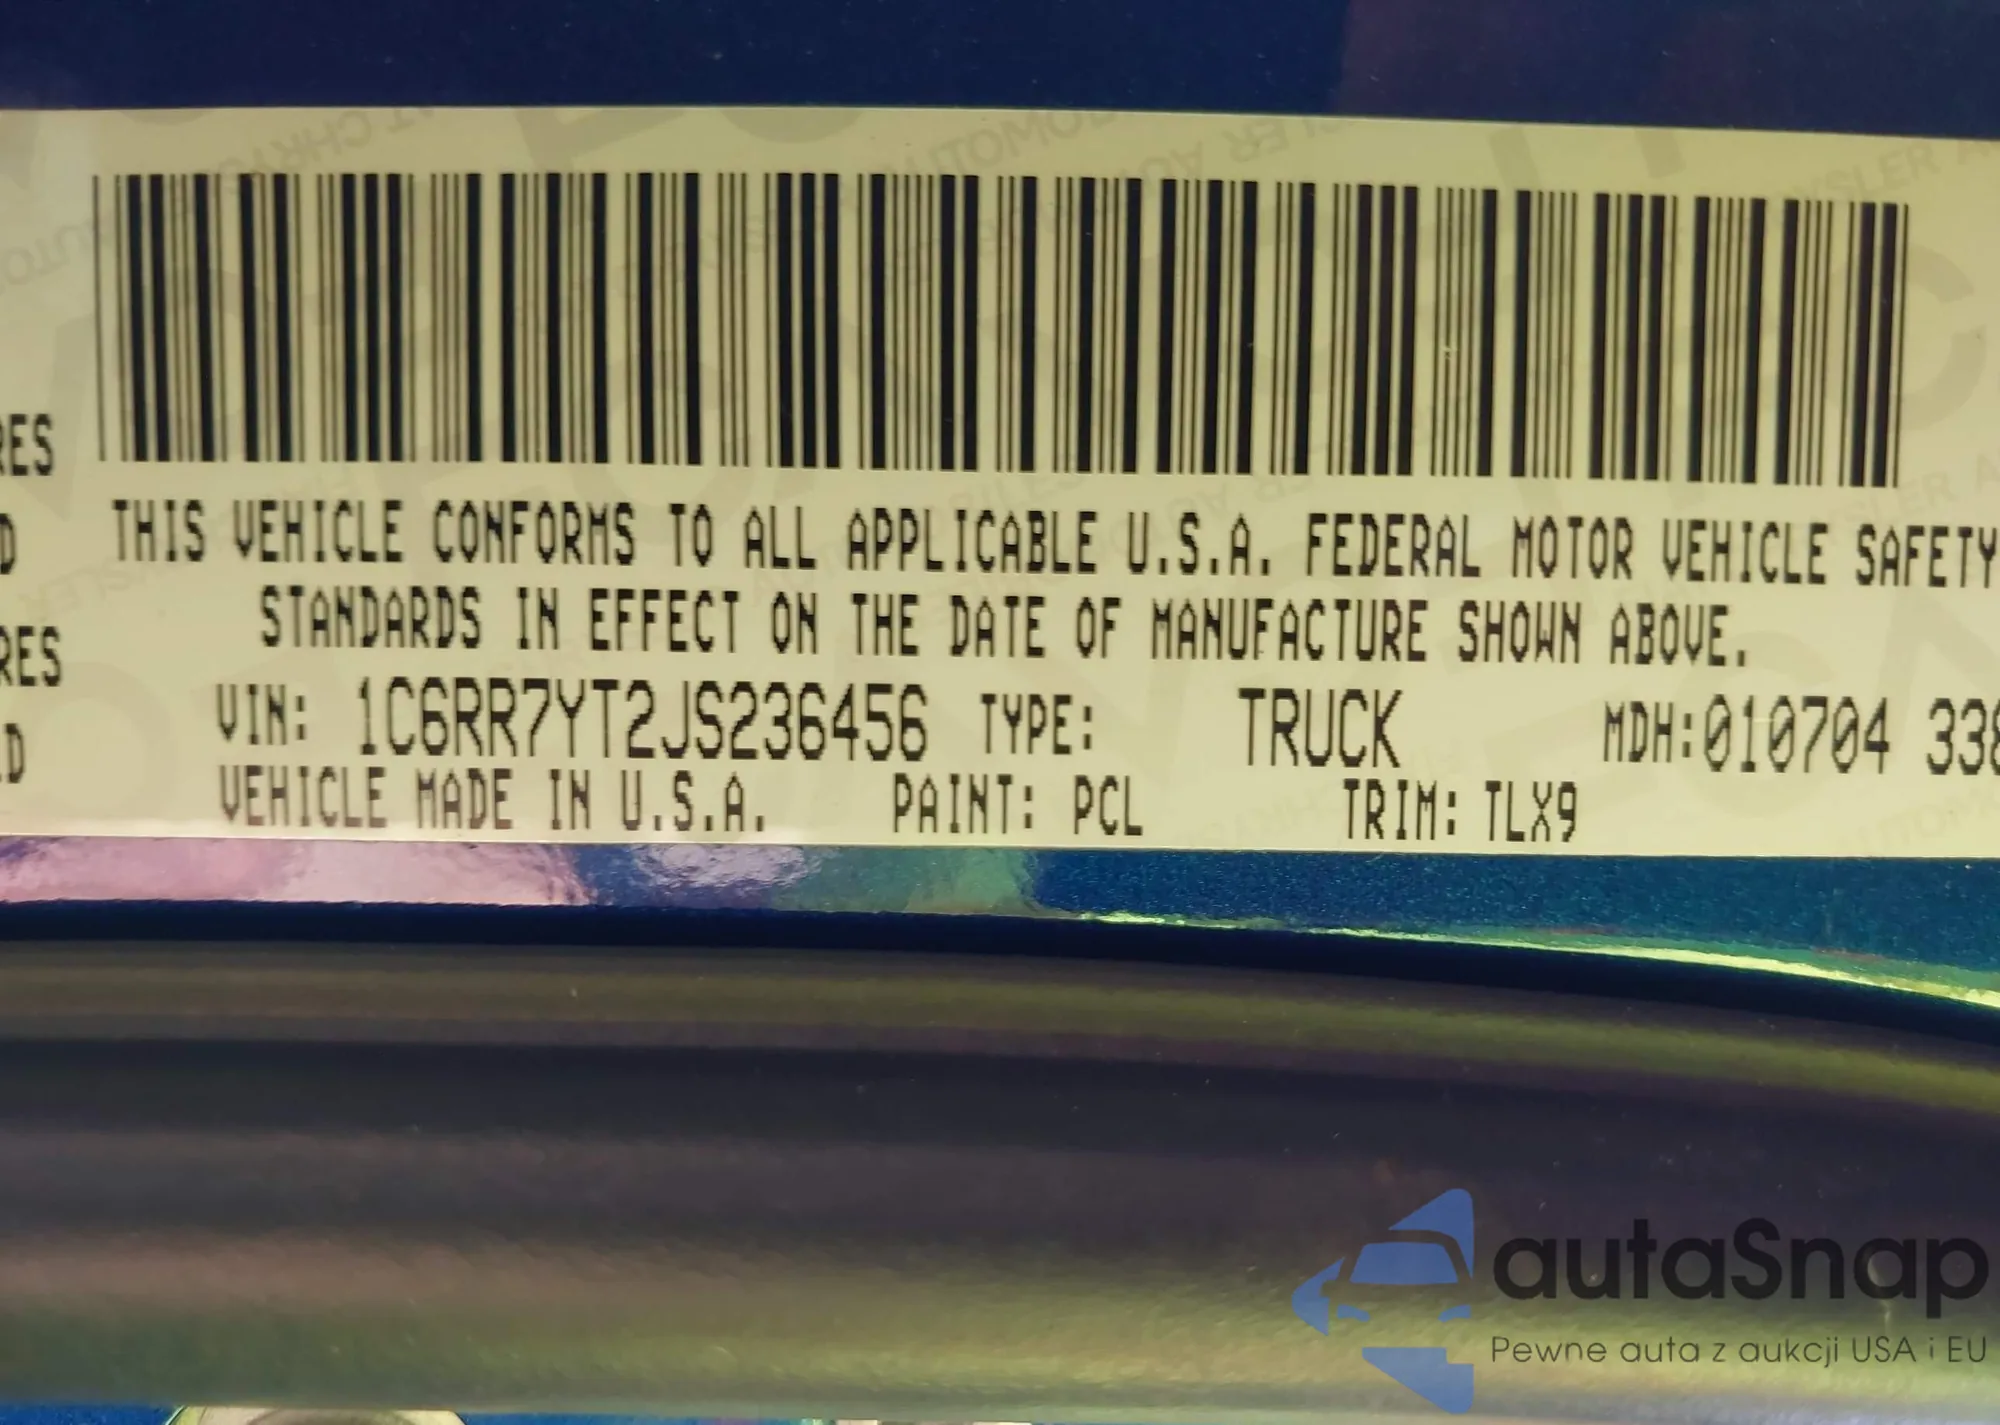 RES
D
RES
D
THIS VEHICLE CONFORMS TO ALL APPLICABLE U.S.A. FEDERAL MOTOR VEHICLE SAFETY
STANDARDS IN EFFECT ON THE DATE OF MANUFACTURE SHOWN ABOVE.
VIN: 1C6RR7YT2JS236456 TYPE: TRUCK MDH:010704 338
VEHICLE MADE IN U.S.A. PAINT: PCL TRIM: TLX9
autaSnap
Pewne auta z aukcji USA i EU